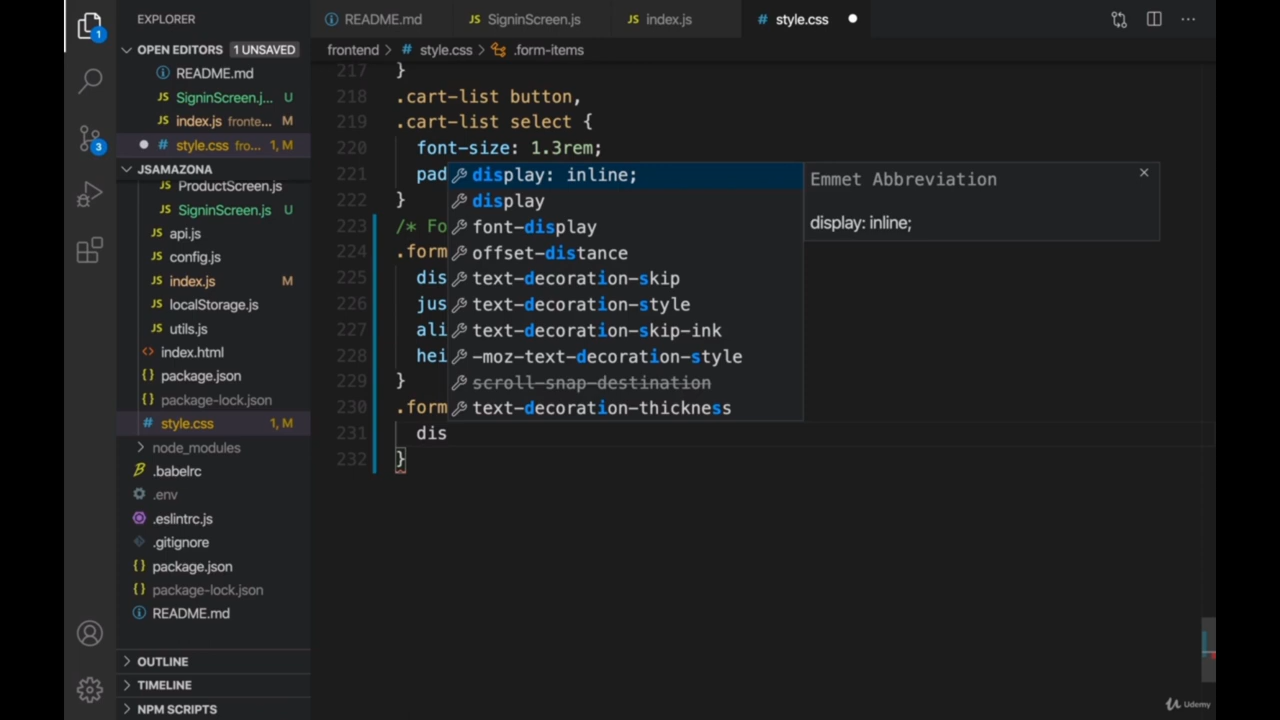 EXPLORER
README.md
SigninScreen.js
index.js
style.css
OPEN EDITORS 1 UNSAVED
frontend > style.css > .form-items
README.md
SigninScreen.j... U
index.js fronte... M
style.css fro... 1, M
JSAMAZONA
ProductScreen.js
SigninScreen.js U
api.js
config.js
index.js M
localStorage.js
utils.js
index.html
package.json
package-lock.json
style.css 1, M
node_modules
.babelrc
.env
.eslintrc.js
.gitignore
package.json
package-lock.json
README.md
OUTLINE
TIMELINE
NPM SCRIPTS
1
3
217 }
218 .cart-list button,
219 .cart-list select {
220 font-size: 1.3rem;
221 pad
222 }
223 /* Fo
224 .form
225 dis
226 jus
227 ali
228 hei
229 }
230 .form
231 dis
232 }
display: inline;
display
font-display
offset-distance
text-decoration-skip
text-decoration-style
text-decoration-skip-ink
-moz-text-decoration-style
scroll-snap-destination
text-decoration-thickness
Emmet Abbreviation
display: inline;
Udemy